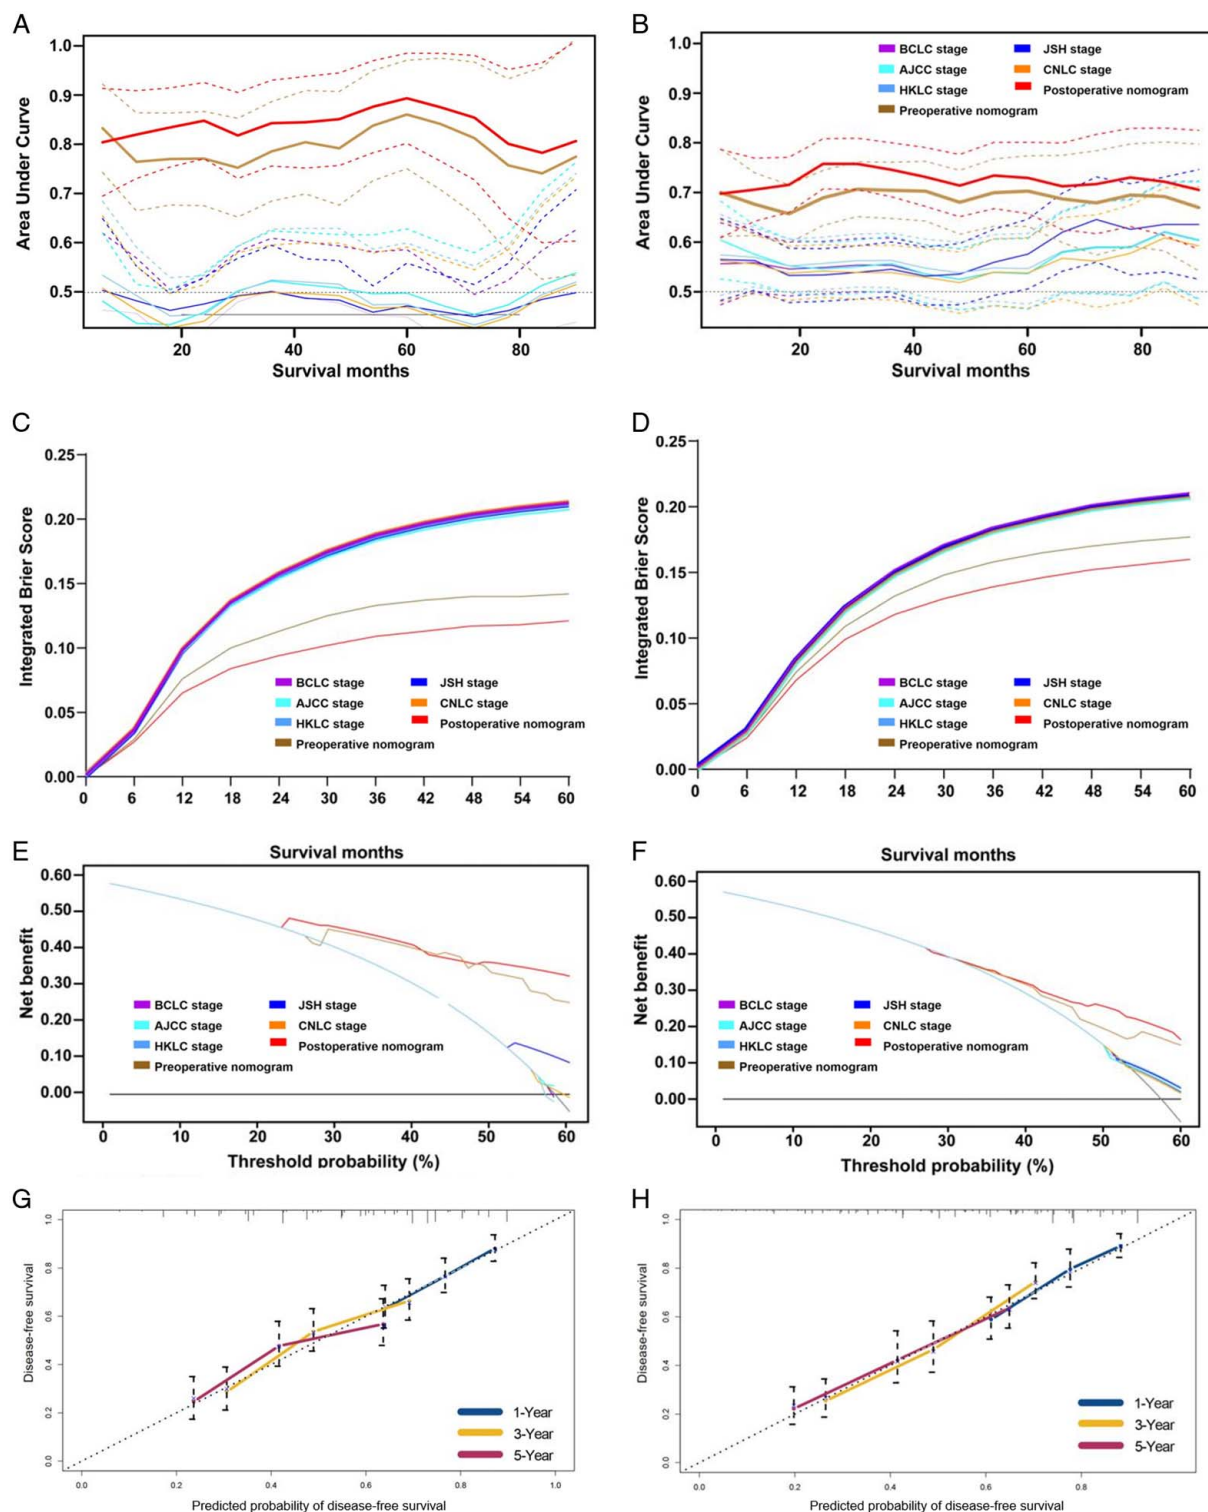 A
1.0
0.9
0.8
0.7
0.6
0.5
Area Under Curve
20 40 60 80
Survival months
B
1.0
0.9
0.8
0.7
0.6
0.5
Area Under Curve
BCLC stage JSH stage
AJCC stage CNLC stage
HKLC stage Postoperative nomogram
Preoperative nomogram
20 40 60 80
Survival months
C
0.25
0.20
0.15
0.10
0.05
0.00
Integrated Brier Score
BCLC stage JSH stage
AJCC stage CNLC stage
HKLC stage Postoperative nomogram
Preoperative nomogram
0 6 12 18 24 30 36 42 48 54 60
Survival months
D
0.25
0.20
0.15
0.10
0.05
0.00
Integrated Brier Score
BCLC stage JSH stage
AJCC stage CNLC stage
HKLC stage Postoperative nomogram
Preoperative nomogram
0 6 12 18 24 30 36 42 48 54 60
Survival months
E
0.60
0.50
0.40
0.30
0.20
0.10
0.00
Net benefit
BCLC stage JSH stage
AJCC stage CNLC stage
HKLC stage Postoperative nomogram
Preoperative nomogram
0 10 20 30 40 50 60
Threshold probability (%)
F
0.60
0.50
0.40
0.30
0.20
0.10
0.00
Net benefit
BCLC stage JSH stage
AJCC stage CNLC stage
HKLC stage Postoperative nomogram
Preoperative nomogram
0 10 20 30 40 50 60
Threshold probability (%)
G
1.0
0.8
0.6
0.4
0.2
0.0
Disease-free survival
1-Year
3-Year
5-Year
0.0 0.2 0.4 0.6 0.8 1.0
Predicted probability of disease-free survival
H
1.0
0.8
0.6
0.4
0.2
0.0
Disease-free survival
1-Year
3-Year
5-Year
0.0 0.2 0.4 0.6 0.8
Predicted probability of disease-free survival